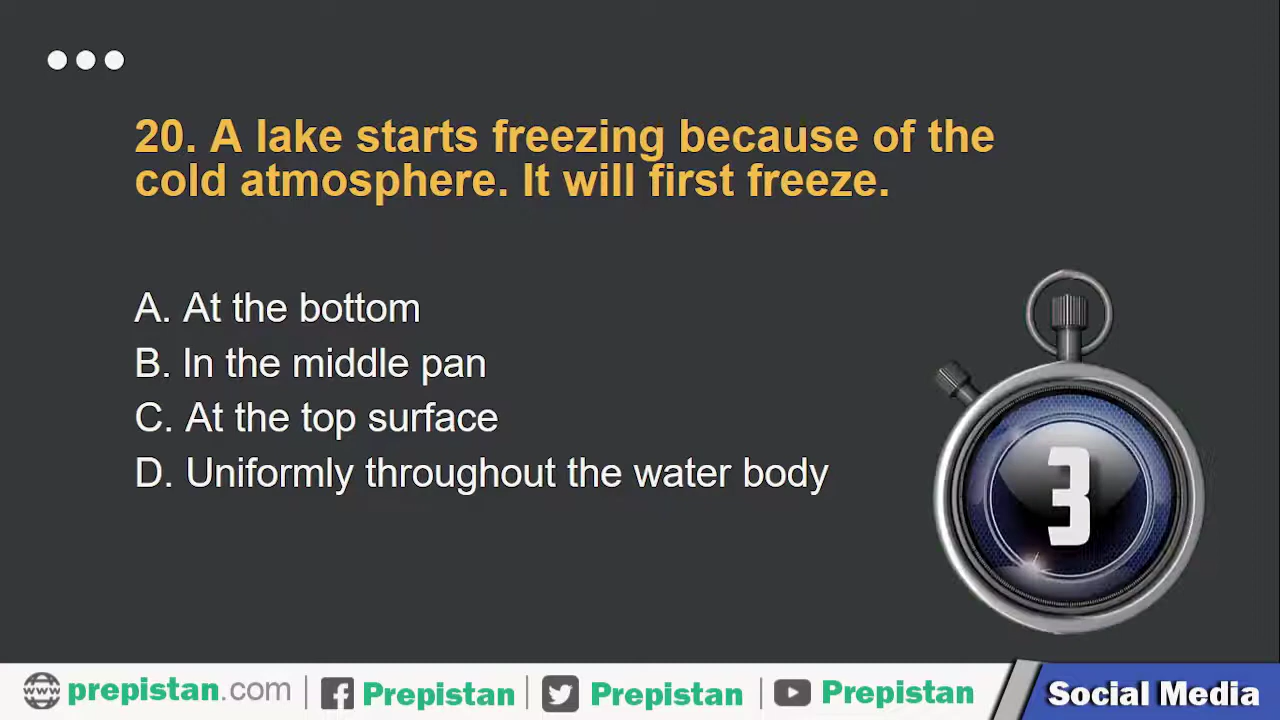 20. A lake starts freezing because of the
cold atmosphere. It will first freeze.
A. At the bottom
B. In the middle pan
C. At the top surface
D. Uniformly throughout the water body
3
www prepistan.com | f Prepistan | Prepistan | Prepistan Social Media